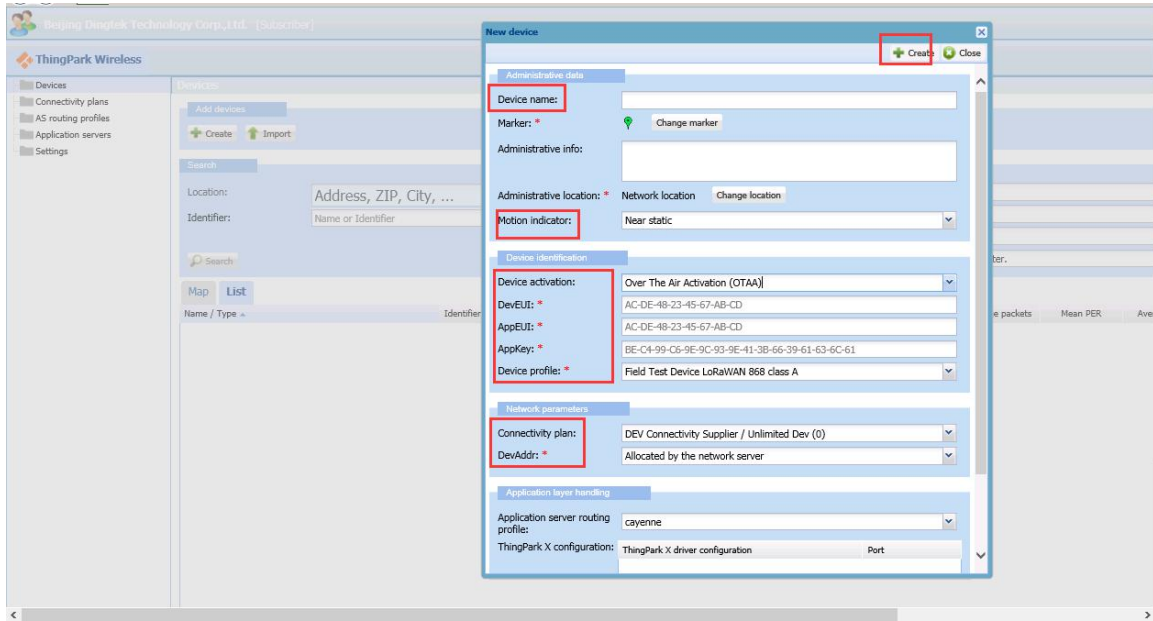 Beijing Dingtek Technology Corp.,Ltd. [Subscriber]
ThingPark Wireless
Devices
Connectivity plans
AS routing profiles
Application servers
Settings
Devices
Add devices
Create Import
Search
Location: Address, ZIP, City, ...
Identifier: Name or Identifier
Search
ter.
Map List
Name / Type Identifier
e packets Mean PER Ave
New device
Create Close
Administrative data
Device name:
Marker: * Change marker
Administrative info:
Administrative location: * Network location Change location
Motion indicator: Near static
Device identification
Device activation: Over The Air Activation (OTAA)
DevEUI: * AC-DE-48-23-45-67-AB-CD
AppEUI: * AC-DE-48-23-45-67-AB-CD
AppKey: * BE-C4-99-C6-9E-9C-93-9E-41-3B-66-39-61-63-6C-61
Device profile: * Field Test Device LoRaWAN 868 class A
Network parameters
Connectivity plan: DEV Connectivity Supplier / Unlimited Dev (0)
DevAddr: * Allocated by the network server
Application layer handling
Application server routing profile: cayenne
ThingPark X configuration: ThingPark X driver configuration Port